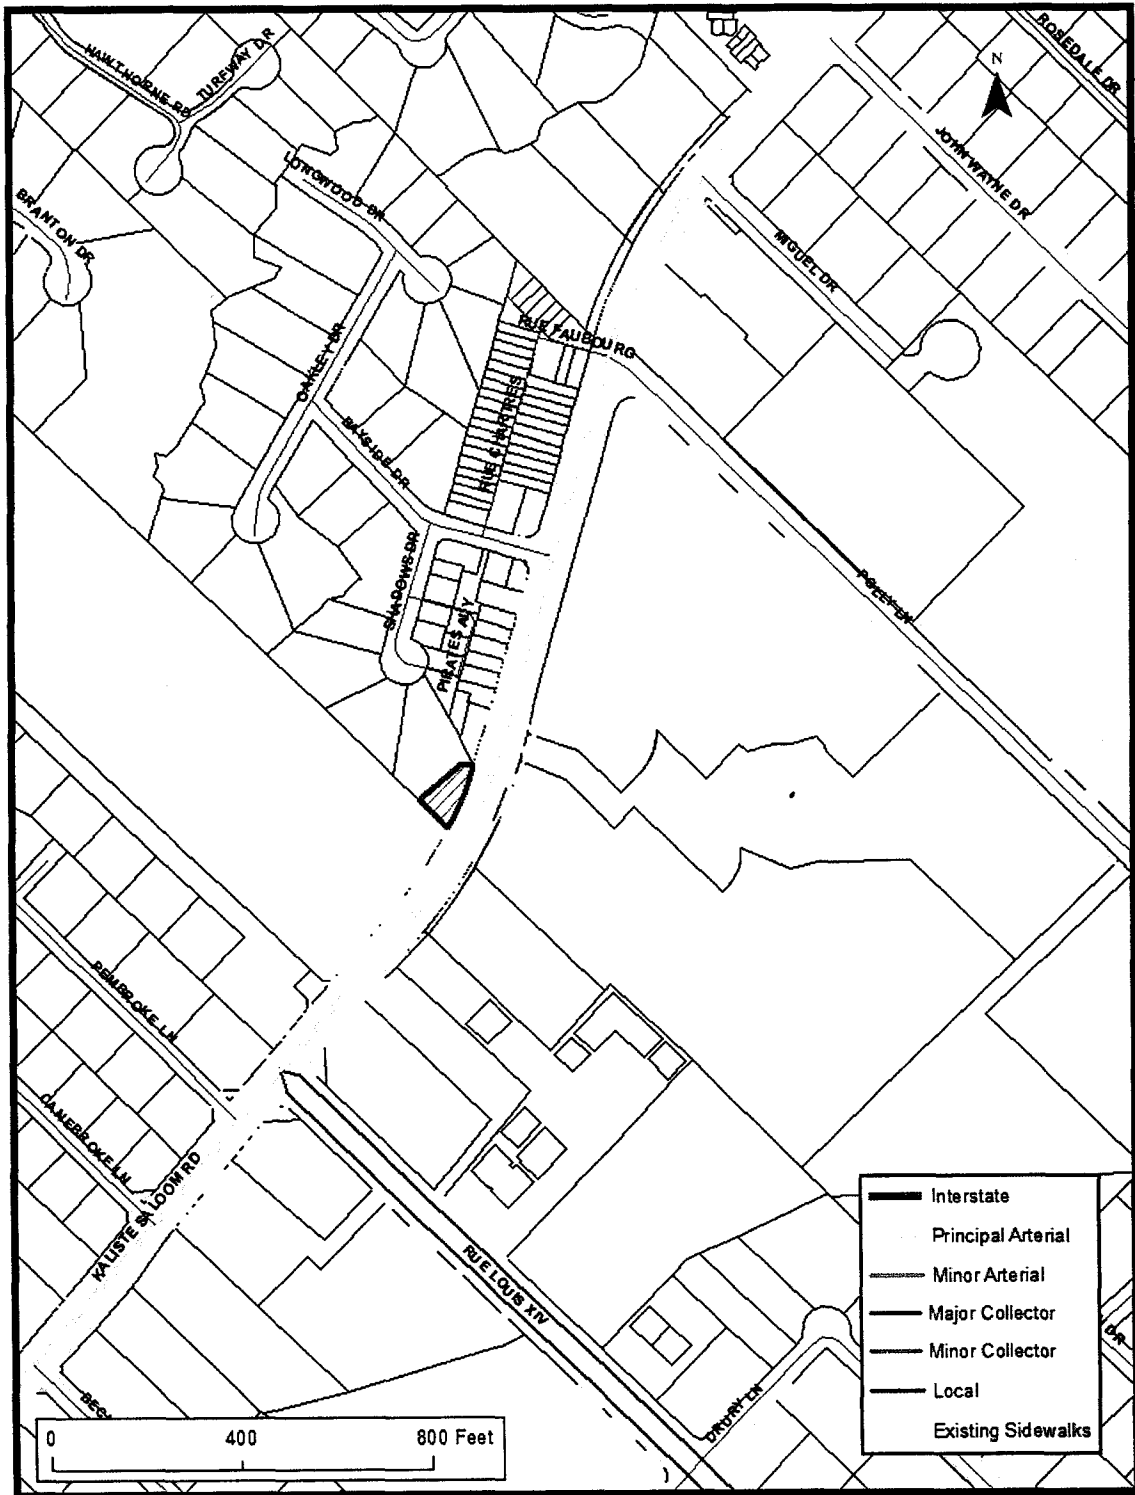 HAWTHORNE RD
TURFWAY DR
ROSEDALE DR
N
JOHN WAYNE DR
LONGWOOD DR
BRANTON DR
MIGUEL DR
RUE FAUBOURG
OAKLEY DR
RUE CHARTRES
BAYSIDE DR
SHADOWS DR
POLLY LN
PIRATES ALY
PEMBROKE LN
CANEBROKE LN
KALISTE SALOOM RD
RUE LOUIS XIV
DRURY LN
DR
Interstate
Principal Arterial
Minor Arterial
Major Collector
Minor Collector
Local
Existing Sidewalks
0 400 800 Feet